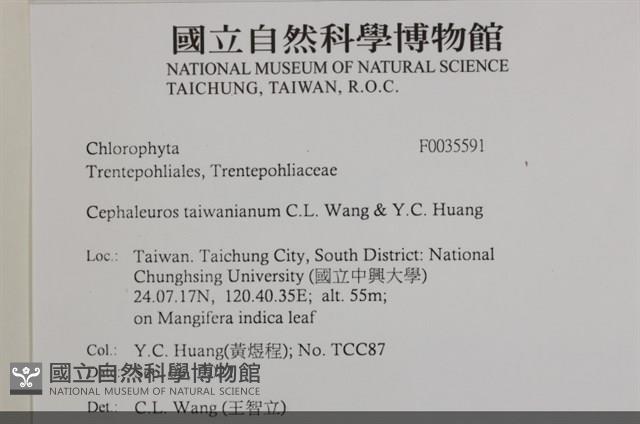 國立自然科學博物館
NATIONAL MUSEUM OF NATURAL SCIENCE
TAICHUNG, TAIWAN, R.O.C.
Chlorophyta F0035591
Trentepohliales, Trentepohliaceae
Cephaleuros taiwanianum C.L. Wang & Y.C. Huang
Loc.: Taiwan. Taichung City, South District: National
Chunghsing University (國立中興大學)
24.07.17N, 120.40.35E; alt. 55m;
on Mangifera indica leaf
Col.: Y.C. Huang(黃煜程); No. TCC87
國立自然科學博物館
NATIONAL MUSEUM OF NATURAL SCIENCE
Det.: C.L. Wang (王智立)